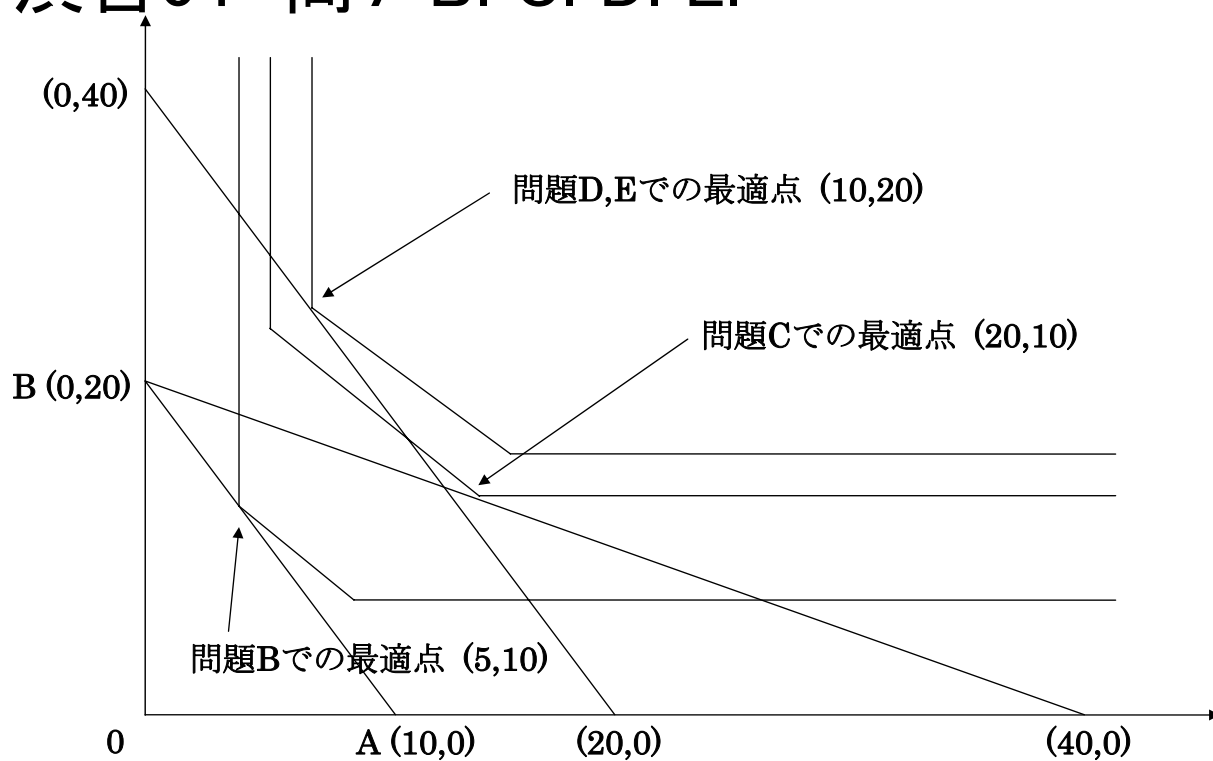 (0,40)
問題D,Eでの最適点 (10,20)
問題Cでの最適点 (20,10)
B (0,20)
問題Bでの最適点 (5,10)
0
A (10,0)
(20,0)
(40,0)